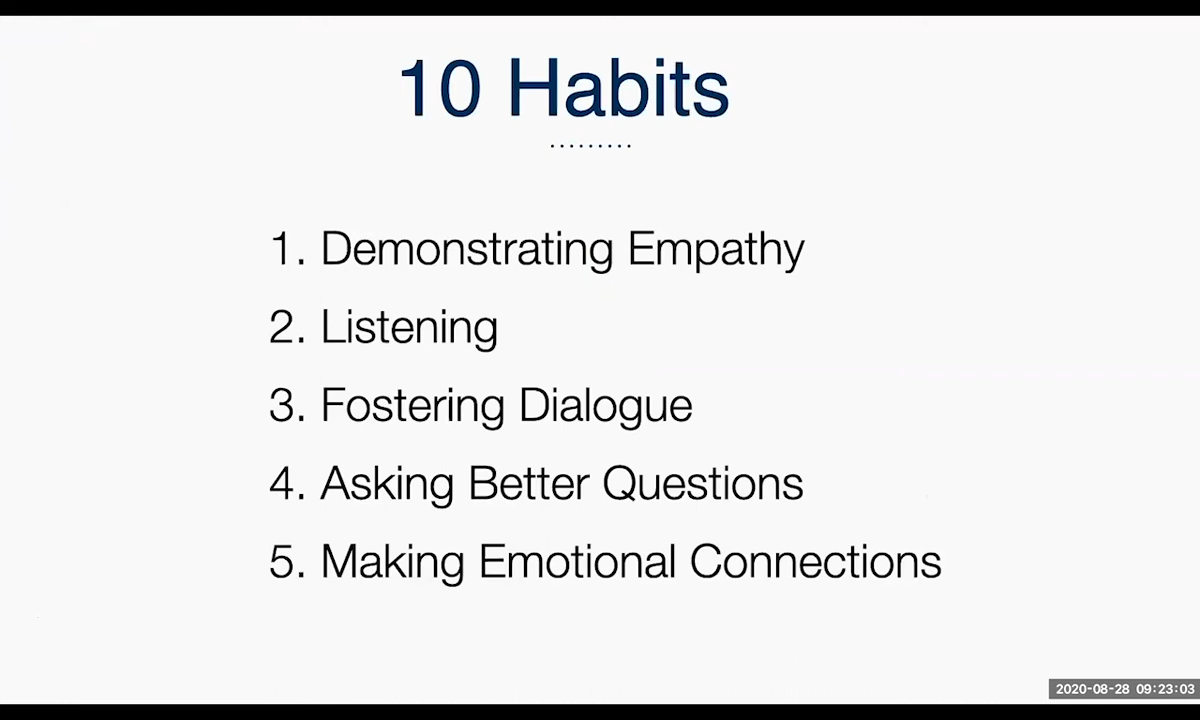 10 Habits
1. Demonstrating Empathy
2. Listening
3. Fostering Dialogue
4. Asking Better Questions
5. Making Emotional Connections
2020-08-28 09:23:03